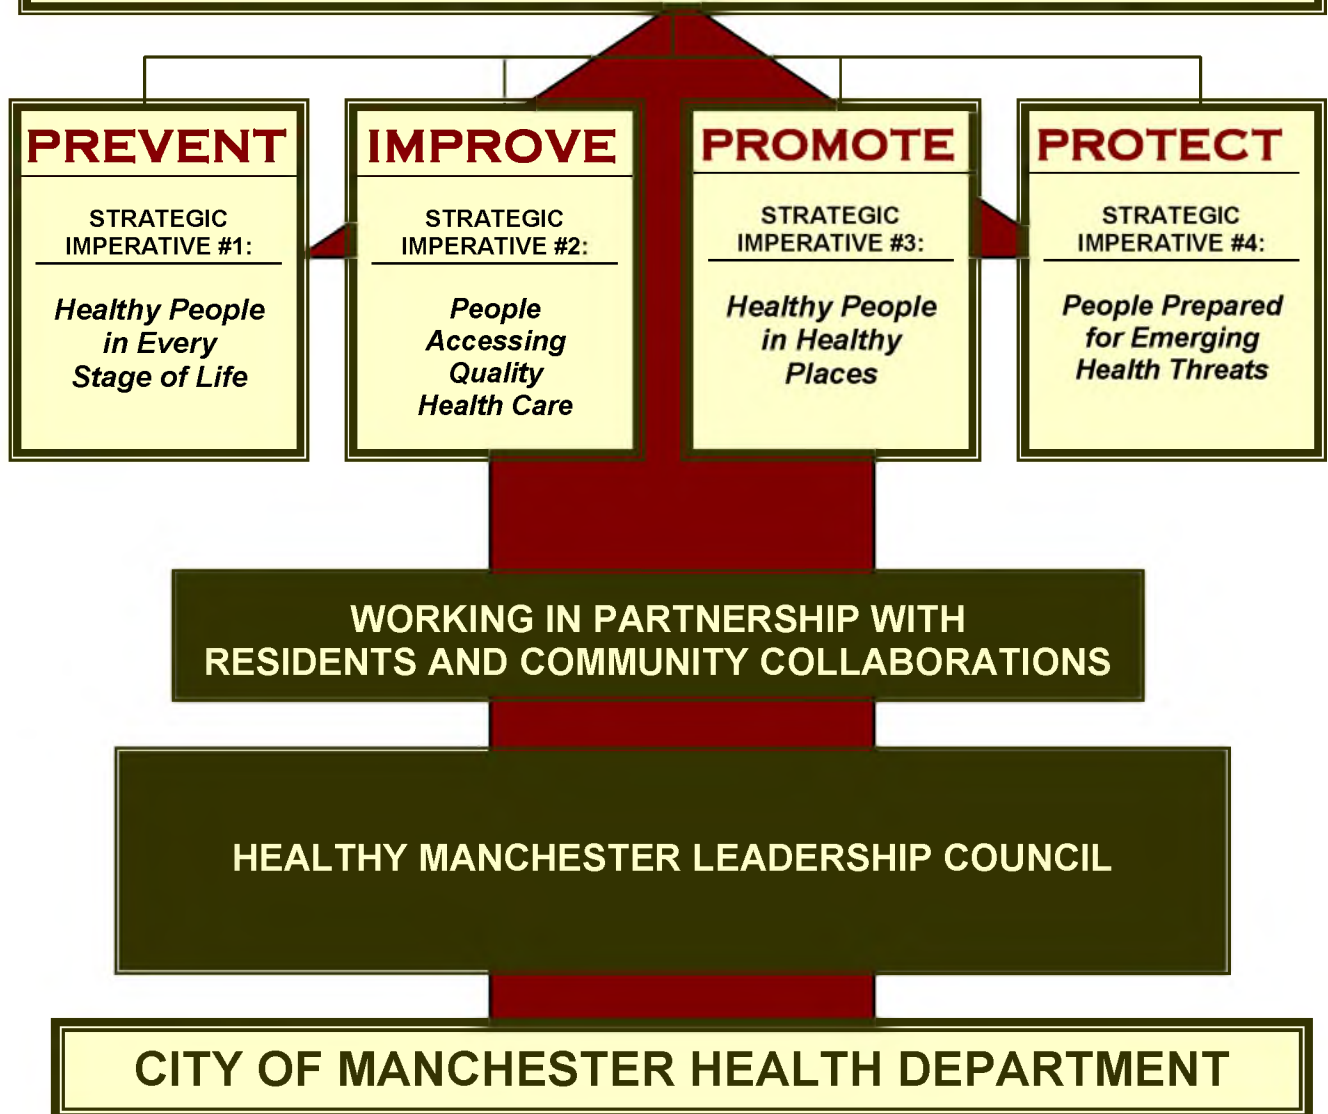 PREVENT
STRATEGIC
IMPERATIVE #1:
Healthy People
in Every
Stage of Life
IMPROVE
STRATEGIC
IMPERATIVE #2:
People
Accessing
Quality
Health Care
PROMOTE
STRATEGIC
IMPERATIVE #3:
Healthy People
in Healthy
Places
PROTECT
STRATEGIC
IMPERATIVE #4:
People Prepared
for Emerging
Health Threats
WORKING IN PARTNERSHIP WITH
RESIDENTS AND COMMUNITY COLLABORATIONS
HEALTHY MANCHESTER LEADERSHIP COUNCIL
CITY OF MANCHESTER HEALTH DEPARTMENT